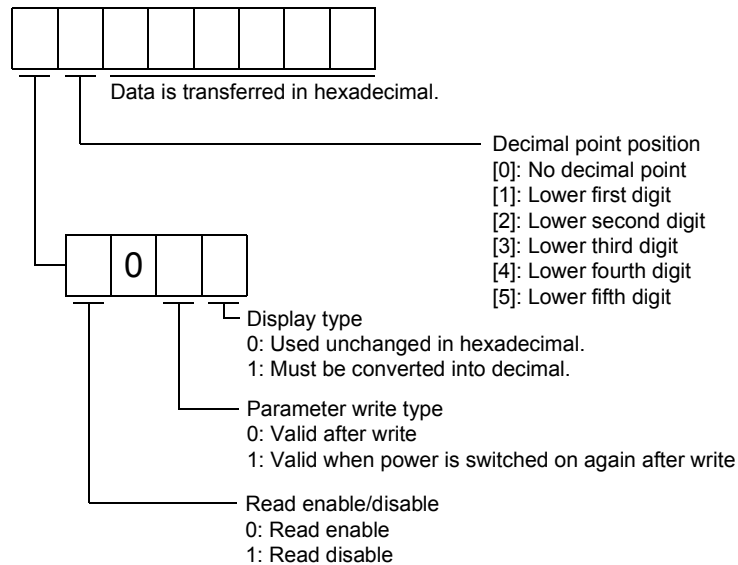 Data is transferred in hexadecimal.
Decimal point position
[0]: No decimal point
[1]: Lower first digit
[2]: Lower second digit
[3]: Lower third digit
[4]: Lower fourth digit
[5]: Lower fifth digit
0
Display type
0: Used unchanged in hexadecimal.
1: Must be converted into decimal.
Parameter write type
0: Valid after write
1: Valid when power is switched on again after write
Read enable/disable
0: Read enable
1: Read disable